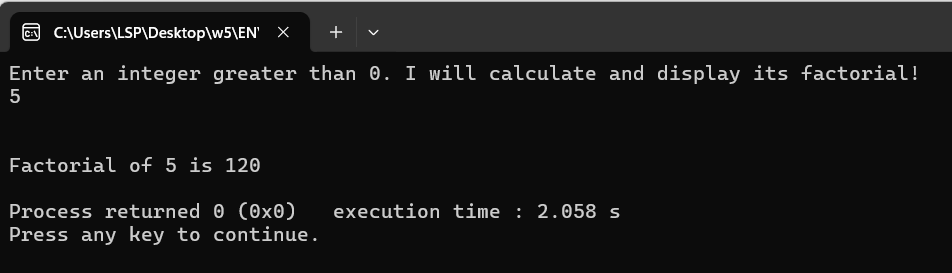 C:\Users\LSP\Desktop\w5\EN'
Enter an integer greater than 0. I will calculate and display its factorial!
5
Factorial of 5 is 120
Process returned 0 (0x0)   execution time : 2.058 s
Press any key to continue.